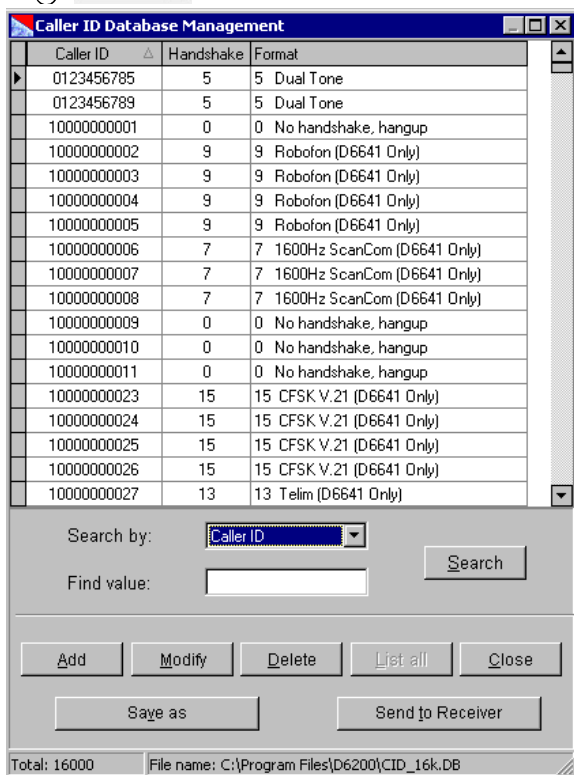 Caller ID Database Management
Caller ID Handshake Format
0123456785 5 5 Dual Tone
0123456789 5 5 Dual Tone
10000000001 0 0 No handshake, hangup
10000000002 9 9 Robofon (D6641 Only)
10000000003 9 9 Robofon (D6641 Only)
10000000004 9 9 Robofon (D6641 Only)
10000000005 9 9 Robofon (D6641 Only)
10000000006 7 7 1600Hz ScanCom (D6641 Only)
10000000007 7 7 1600Hz ScanCom (D6641 Only)
10000000008 7 7 1600Hz ScanCom (D6641 Only)
10000000009 0 0 No handshake, hangup
10000000010 0 0 No handshake, hangup
10000000011 0 0 No handshake, hangup
10000000023 15 15 CFSK V.21 (D6641 Only)
10000000024 15 15 CFSK V.21 (D6641 Only)
10000000025 15 15 CFSK V.21 (D6641 Only)
10000000026 15 15 CFSK V.21 (D6641 Only)
10000000027 13 13 Telim (D6641 Only)
Search by: Caller ID
Search
Find value:
Add Modify Delete List all Close
Save as Send to Receiver
Total: 16000 File name: C:\Program Files\D6200\CID_16k.DB